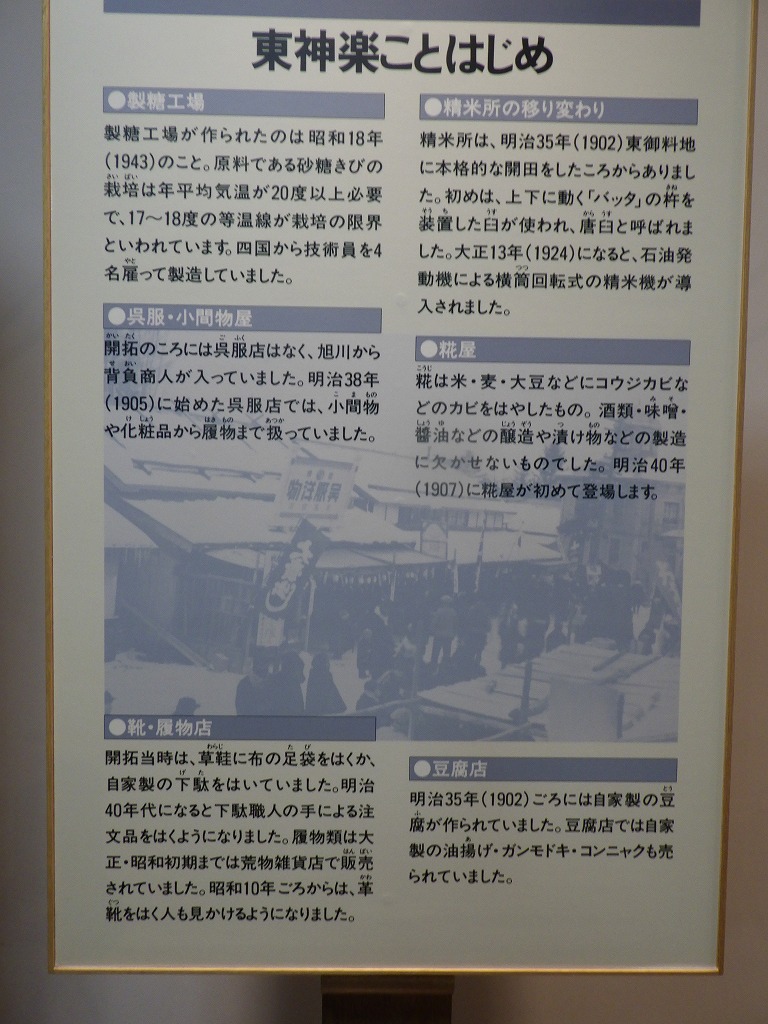 東神楽ことはじめ
●製糖工場
製糖工場が作られたのは昭和18年
(1943)のこと。原料である砂糖きびの
栽培は年平均気温が20度以上必要
で、17〜18度の等温線が栽培の限界
といわれています。四国から技術員を4
名雇って製造していました。
●呉服・小間物屋
開拓のころには呉服店はなく、旭川から
背負商人が入っていました。明治38年
(1905)に始めた呉服店では、小間物
や化粧品から履物まで扱っていました。
●靴・履物店
開拓当時は、草鞋に布の足袋をはくか、
自家製の下駄をはいていました。明治
40年代になると下駄職人の手による注
文品をはくようになりました。履物類は大
正・昭和初期までは荒物雑貨店で販売
されていました。昭和10年ごろからは、革
靴をはく人も見かけるようになりました。
●精米所の移り変わり
精米所は、明治35年(1902)東御料地
に本格的な開田をしたころからありまし
た。初めは、上下に動く「バッタ」の杵を
装置した臼が使われ、唐臼と呼ばれま
した。大正13年(1924)になると、石油発
動機による横筒回転式の精米機が導
入されました。
●糀屋
糀は米・麦・大豆などにコウジカビな
どのカビをはやしたもの。酒類・味噌・
醬油などの醸造や漬け物などの製造
に欠かせないものでした。明治40年
(1907)に糀屋が初めて登場します。
●豆腐店
明治35年(1902)ごろには自家製の豆
腐が作られていました。豆腐店では自家
製の油揚げ・ガンモドキ・コンニャクも売
られていました。